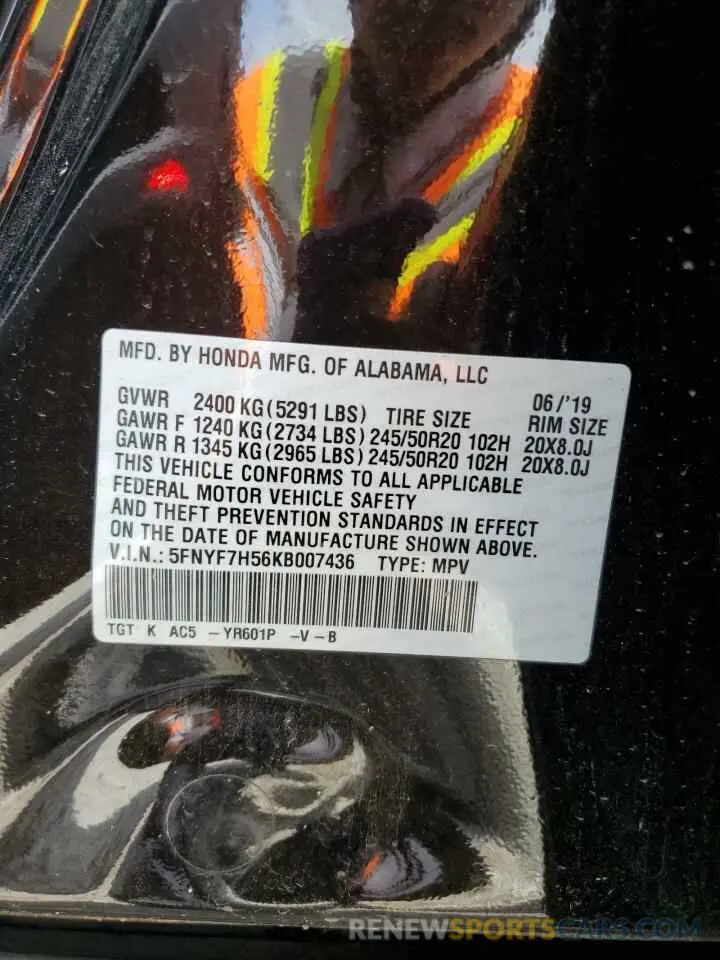 MFD. BY HONDA MFG. OF ALABAMA, LLC
06/'19
GVWR 2400 KG(5291 LBS) TIRE SIZE RIM SIZE
GAWR F 1240 KG(2734 LBS) 245/50R20 102H 20X8.0J
GAWR R 1345 KG(2965 LBS) 245/50R20 102H 20X8.0J
THIS VEHICLE CONFORMS TO ALL APPLICABLE
FEDERAL MOTOR VEHICLE SAFETY
AND THEFT PREVENTION STANDARDS IN EFFECT
ON THE DATE OF MANUFACTURE SHOWN ABOVE.
V.I.N.: 5FNYF7H56KB007436 TYPE: MPV
TGT K AC5 -YR601P -V-B
RENEWSPORTSCARS.COM